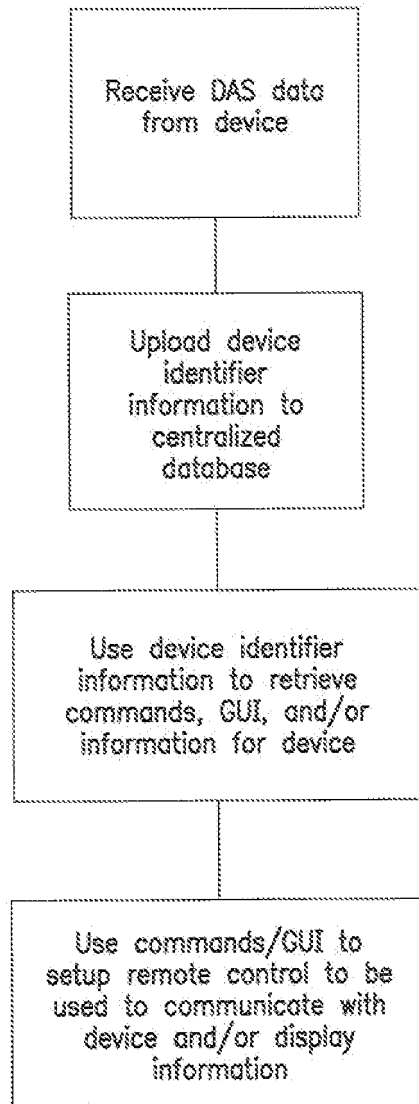 Receive DAS data
from device
Upload device
identifier
information to
centralized
database
Use device identifier
information to retrieve
commands, GUI, and/or
information for device
Use commands/GUI to
setup remote control to be
used to communicate with
device and/or display
information